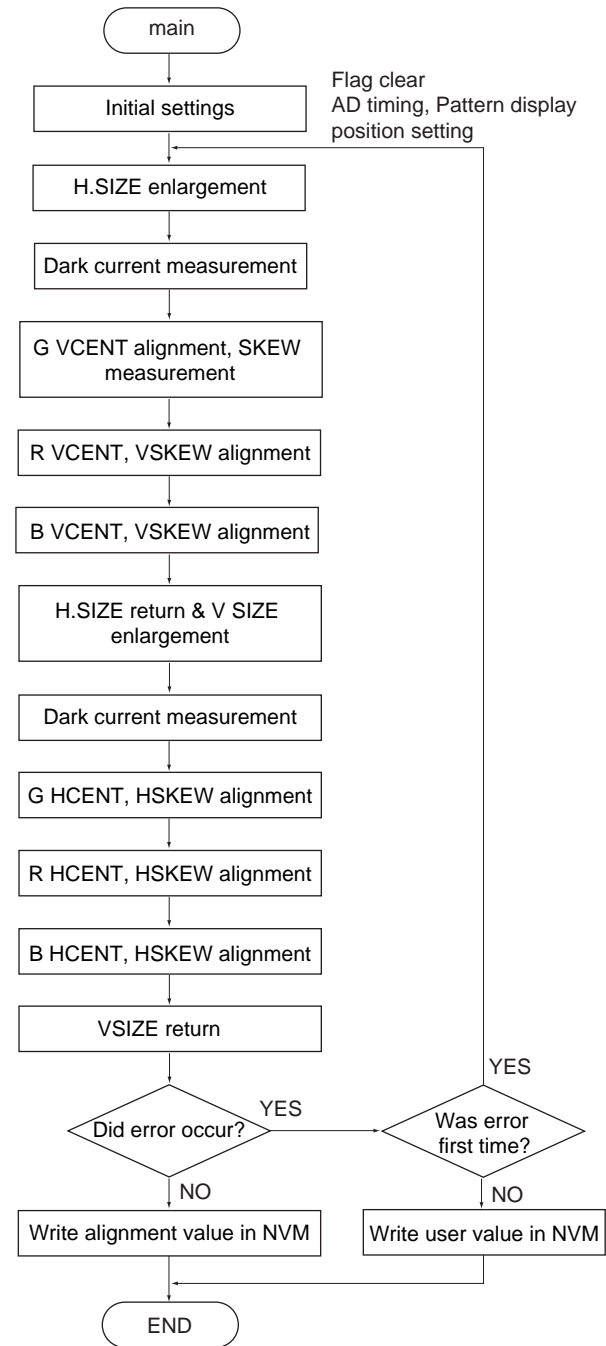 main
Flag clear
AD timing, Pattern display
position setting
Initial settings
H.SIZE enlargement
Dark current measurement
G VCENT alignment, SKEW
measurement
R VCENT, VSKEW alignment
B VCENT, VSKEW alignment
H.SIZE return & V SIZE
enlargement
Dark current measurement
G HCENT, HSKEW alignment
R HCENT, HSKEW alignment
B HCENT, HSKEW alignment
VSIZE return
YES
Did error occur?
YES
Was error
first time?
NO
NO
Write alignment value in NVM
Write user value in NVM
END